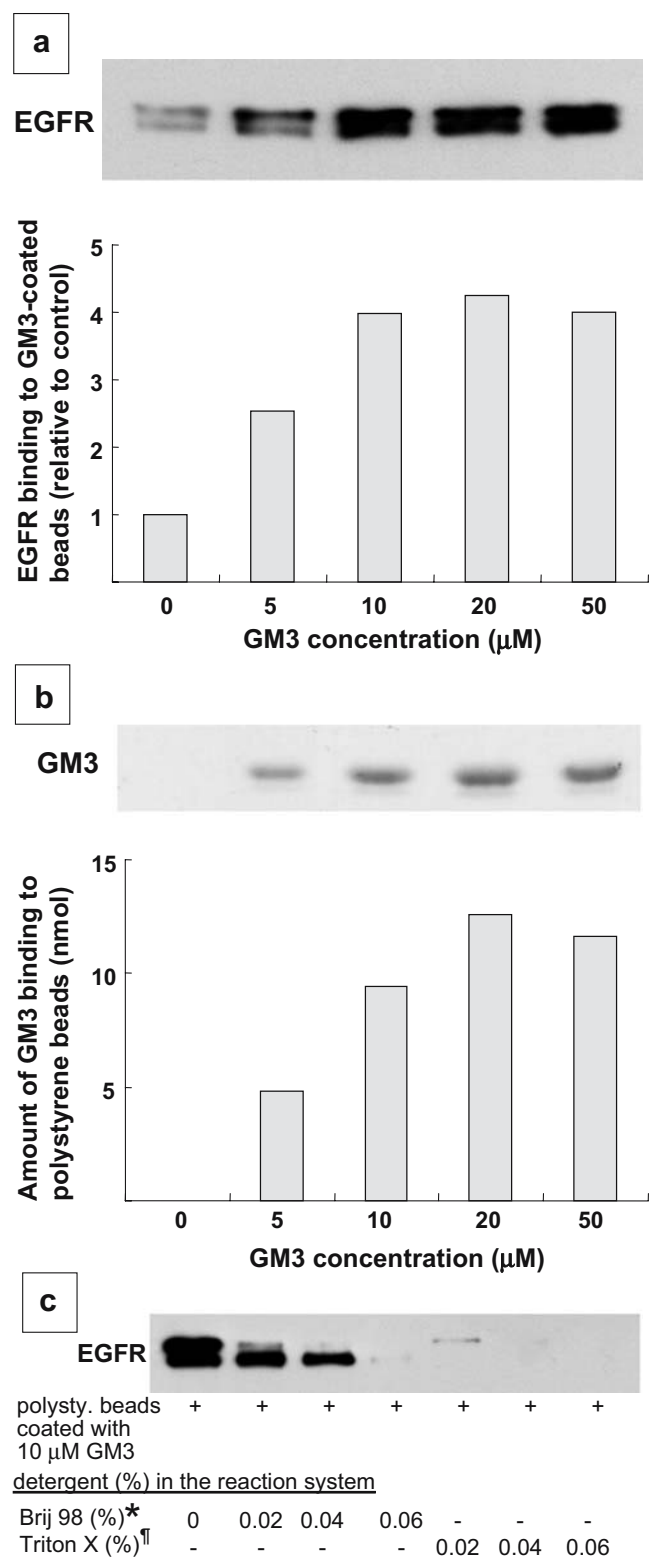 a
EGFR
EGFR binding to GM3-coated
beads (relative to control)
5
4
3
2
1
0 5 10 20 50
GM3 concentration (μM)
b
GM3
Amount of GM3 binding to
polystyrene beads (nmol)
15
10
5
0 5 10 20 50
GM3 concentration (μM)
c
EGFR
polysty. beads + + + + + + +
coated with
10 μM GM3
detergent (%) in the reaction system
Brij 98 (%)* 0 0.02 0.04 0.06 - - -
Triton X (%)¶ - - - - 0.02 0.04 0.06